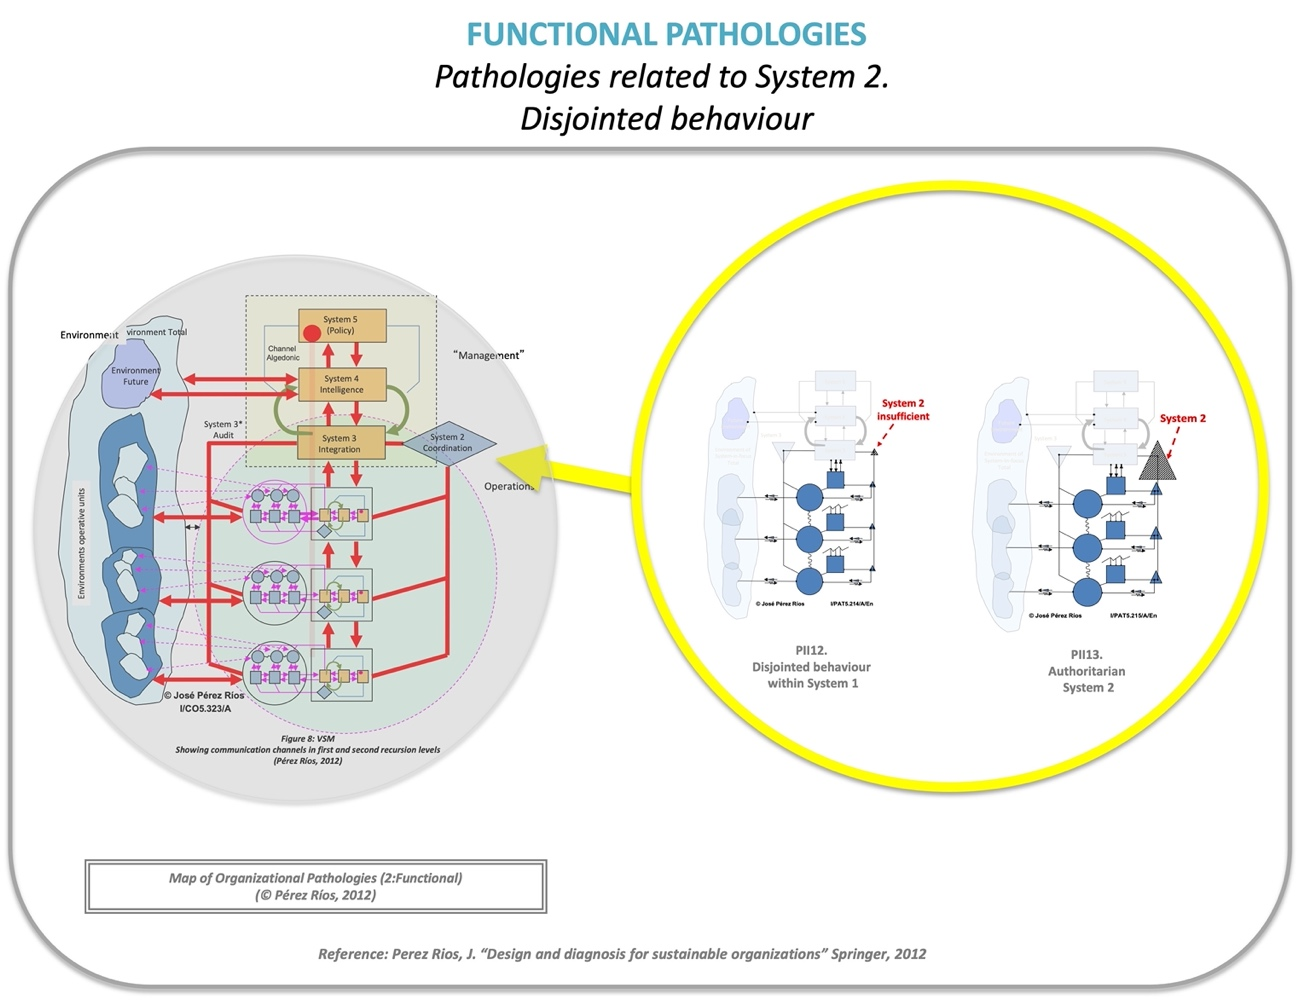 FUNCTIONAL PATHOLOGIES
Pathologies related to System 2.
Disjointed behaviour
Environment
vironment Total
Environment
Future
System 3*
Audit
Environments operative units
System 5
(Policy)
Channel
Algedonic
"Management"
System 4
Intelligence
System 3
Integration
System 2
Coordination
Operations
© José Pérez Rios
I/CO5.323/A
Figure 8: VSM
Showing communication channels in first and second recursion levels
(Pérez Ríos, 2012)
System 2
insufficient
© José Pérez Rios
I/PAT5.214/A/En
PII12.
Disjointed behaviour
within System 1
System 2
© José Pérez Rios
I/PAT5.215/A/En
PII13.
Authoritarian
System 2
Map of Organizational Pathologies (2:Functional)
(© Pérez Ríos, 2012)
Reference: Perez Rios, J. “Design and diagnosis for sustainable organizations” Springer, 2012